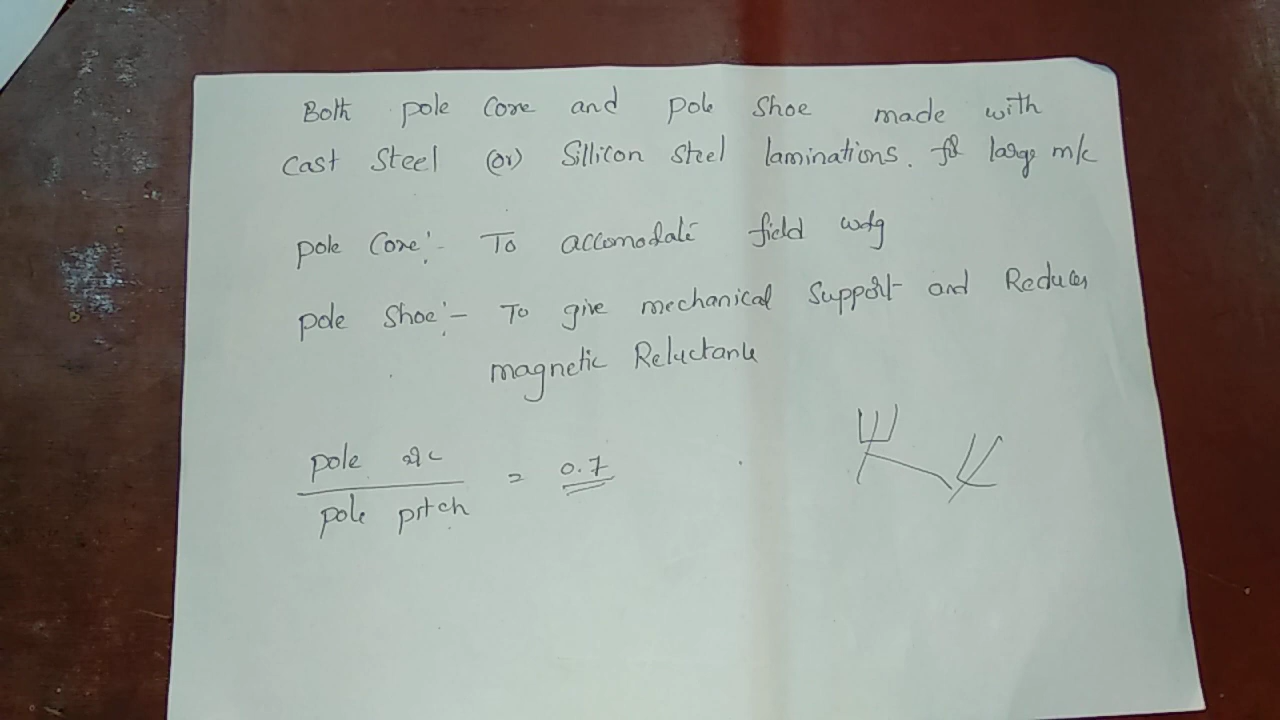 Both pole Core and pole Shoe made with
Cast Steel (or) Sillicon steel laminations. for large m/c
pole Core:- To accomodate field wdg
pole Shoe:- To give mechanical Support and Reduces
magnetic Reluctance
pole arc
pole pitch
= 0.7